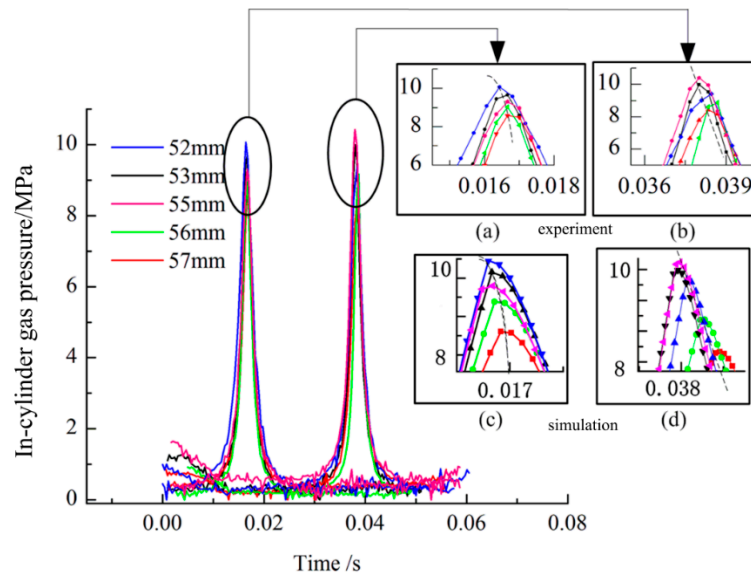 10
8
6
0.016
0.018
(a)
experiment
10
8
6
0.036
0.039
(b)
In-cylinder gas pressure/MPa
10
8
6
4
2
0
52mm
53mm
55mm
56mm
57mm
10
8
0.017
(c)
simulation
10
8
0.038
(d)
0.00
0.02
0.04
0.06
0.08
Time /s